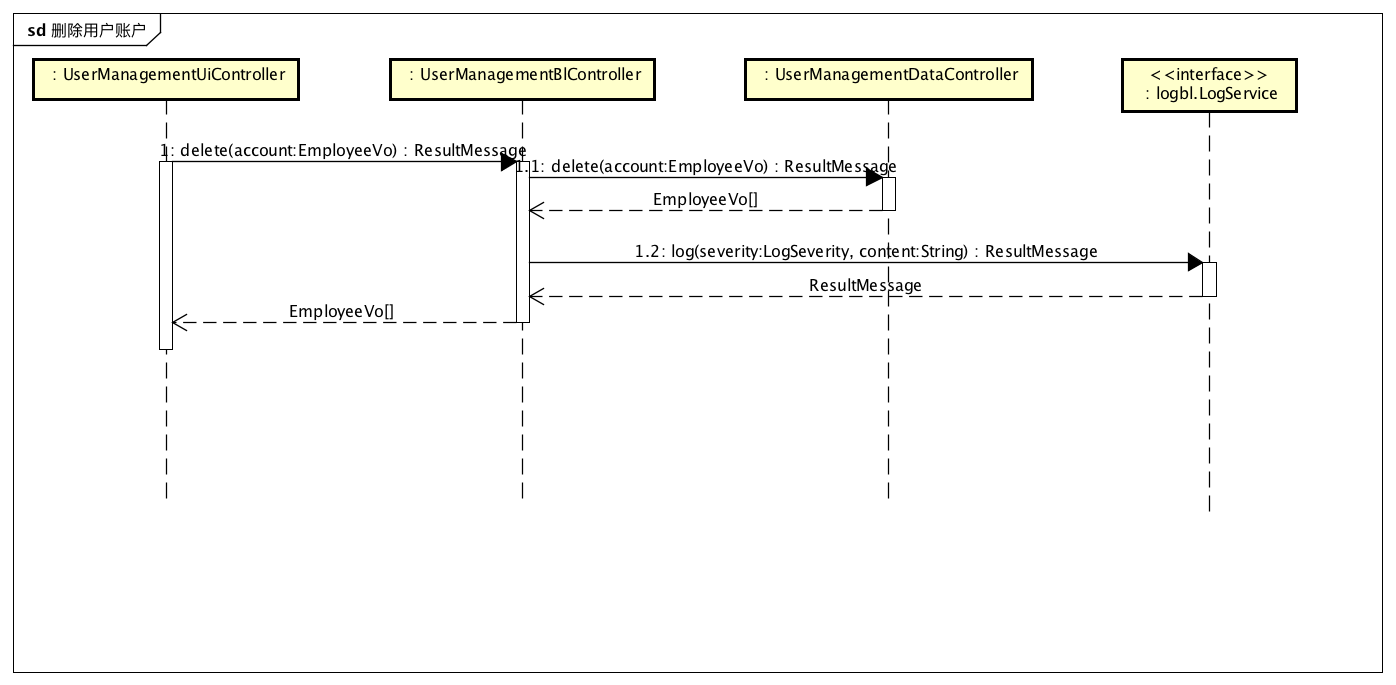 sd 删除用户账户
: UserManagementUiController
: UserManagementBlController
: UserManagementDataController
<<interface>>
: logbl.LogService
1: delete(account:EmployeeVo) : ResultMessage
1.1: delete(account:EmployeeVo) : ResultMessage
EmployeeVo[]
1.2: log(severity:LogSeverity, content:String) : ResultMessage
ResultMessage
EmployeeVo[]